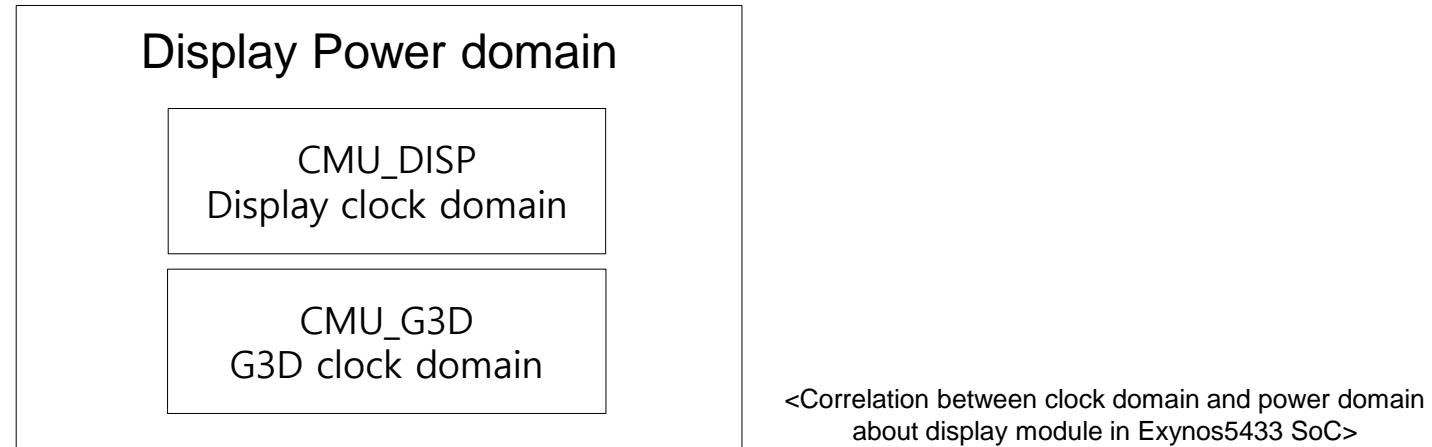 Display Power domain
CMU_DISP
Display clock domain
CMU_G3D
G3D clock domain
<Correlation between clock domain and power domain
about display module in Exynos5433 SoC>